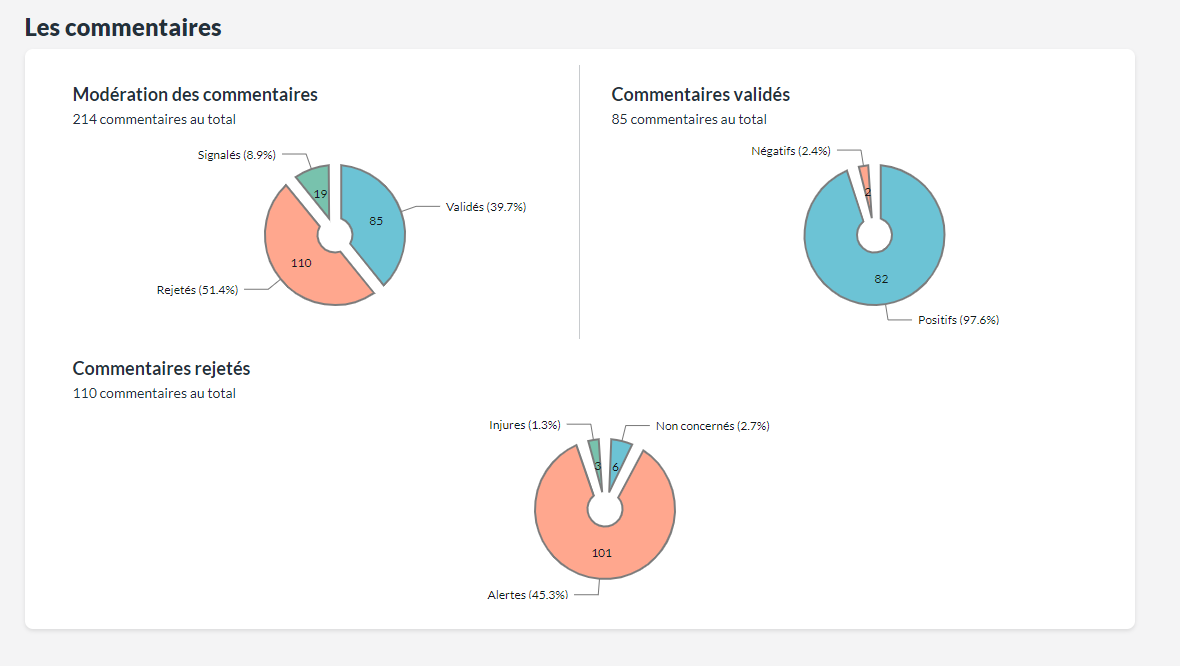 Les commentaires
Modération des commentaires
214 commentaires au total
Signalés (8.9%)
19
Validés (39.7%)
85
110
Rejetés (51.4%)
Commentaires validés
85 commentaires au total
Négatifs (2.4%)
2
82
Positifs (97.6%)
Commentaires rejetés
110 commentaires au total
Injures (1.3%)
Non concernés (2.7%)
3
6
101
Alertes (45.3%)